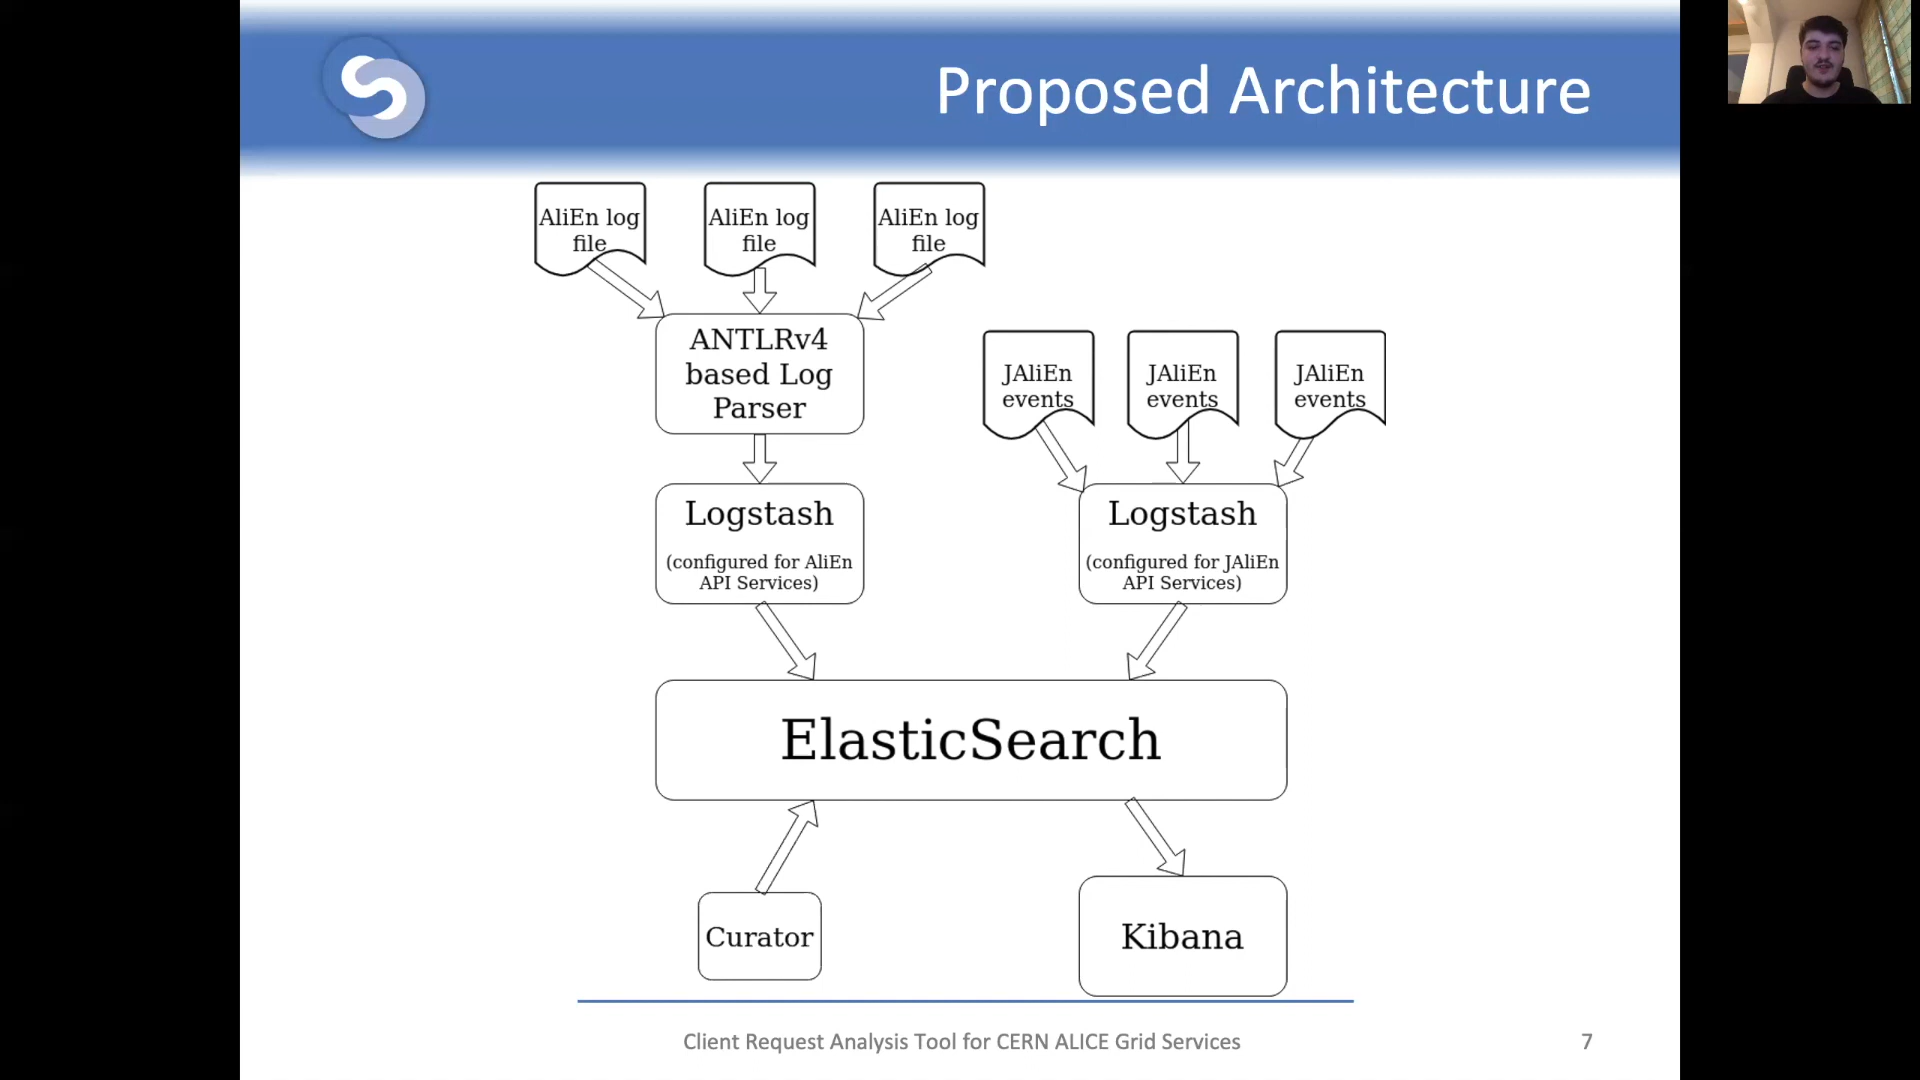 Proposed Architecture
AliEn log
file
AliEn log
file
AliEn log
file
ANTLRv4
based Log
Parser
JAliEn
events
JAliEn
events
JAliEn
events
Logstash
(configured for AliEn
API Services)
Logstash
(configured for JAliEn
API Services)
ElasticSearch
Curator
Kibana
Client Request Analysis Tool for CERN ALICE Grid Services
7